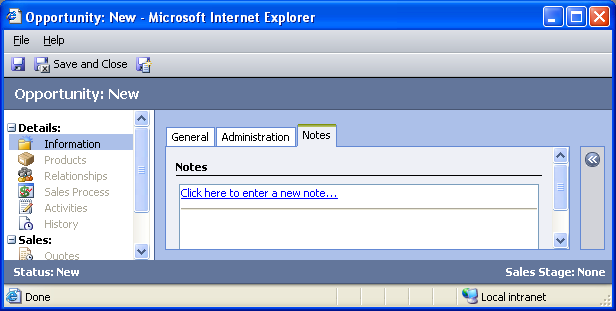 Opportunity: New - Microsoft Internet Explorer
File Help
Save and Close
Opportunity: New
Details:
Information
Products
Relationships
Sales Process
Activities
History
Sales:
Quotes
General Administration Notes
Notes
Click here to enter a new note...
Status: New Sales Stage: None
Done Local intranet